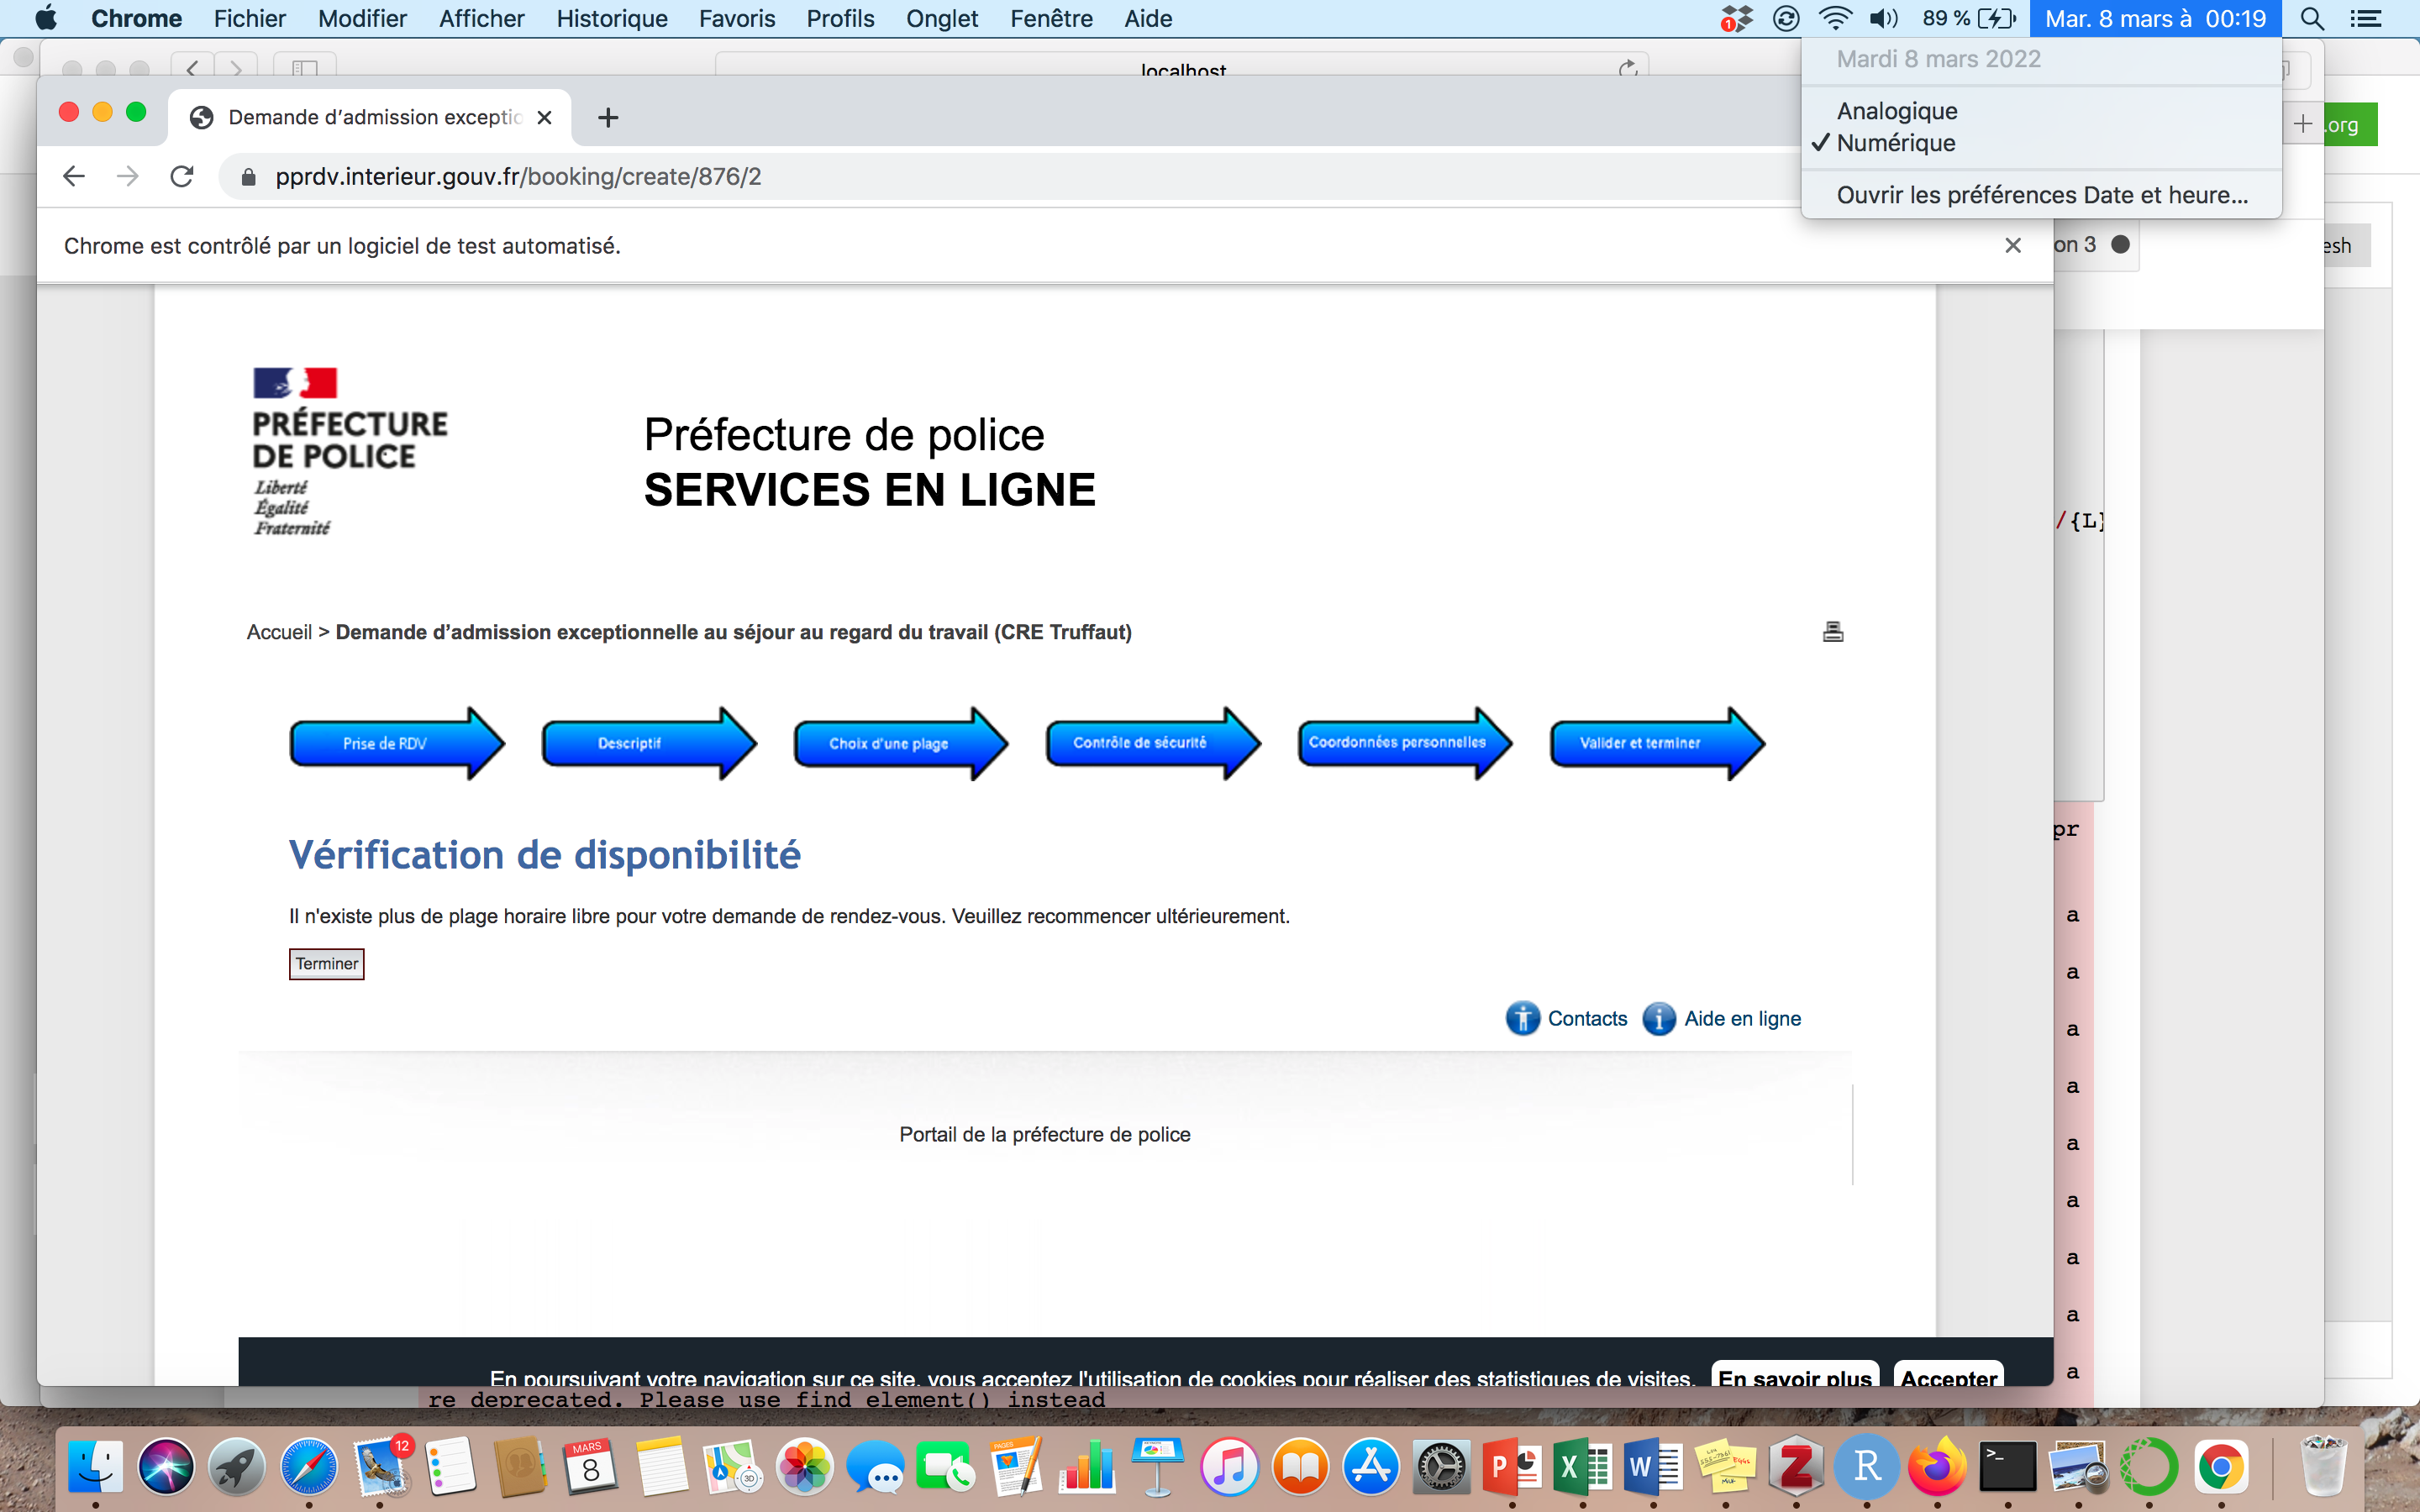 Chrome Fichier Modifier Afficher Historique Favoris Profils Onglet Fenêtre Aide
1 89 % Mar. 8 mars à 00:19
Mardi 8 mars 2022
Analogique
✓ Numérique
Ouvrir les préférences Date et heure...
localhost
.org
Demande d’admission exceptio
pprdv.interieur.gouv.fr/booking/create/876/2
Chrome est contrôlé par un logiciel de test automatisé.
on 3
esh
PRÉFECTURE
DE POLICE
Liberté
Égalité
Fraternité
Préfecture de police
SERVICES EN LIGNE
/{L}
Accueil > Demande d’admission exceptionnelle au séjour au regard du travail (CRE Truffaut)
Prise de RDV
Descriptif
Choix d'une plage
Contrôle de sécurité
Coordonnées personnelles
Valider et terminer
pr
Vérification de disponibilité
Il n'existe plus de plage horaire libre pour votre demande de rendez-vous. Veuillez recommencer ultérieurement.
a
Terminer
a
Contacts
Aide en ligne
a
a
Portail de la préfecture de police
a
a
a
a
a
En poursuivant votre navigation sur ce site, vous acceptez l'utilisation de cookies pour réaliser des statistiques de visites.
En savoir plus
Accepter
re deprecated. Please use find_element() instead
12
MARS
8
3D
PAGES
P
X
W
Z
R
>_